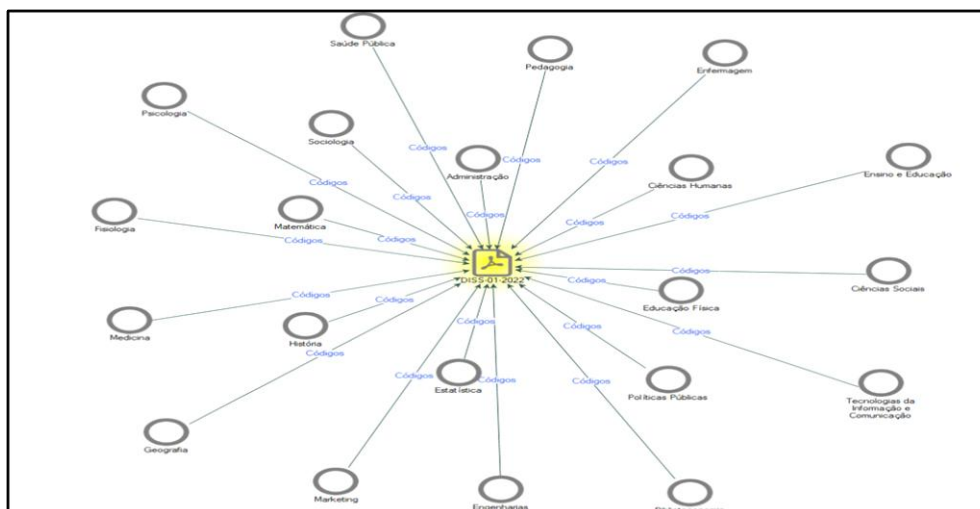 Saúde Pública
Pedagogia
Enfermagem
Psicologia
Sociologia
Códigos
Códigos
Códigos
Administração
Ensino e Educação
Códigos
Ciências Humanas
Códigos
Fisiologia
Matemática
Códigos
Códigos
Códigos
Códigos
Códigos
DISS-01-2022
Códigos
Ciências Sociais
Códigos
Educação Física
Medicina
Códigos
História
Códigos
Códigos
Códigos
Códigos
Códigos
Códigos
Códigos
Códigos
Estatística
Políticas Públicas
Tecnologias da
Informação e
Comunicação
Geografia
Marketing
Engenharias